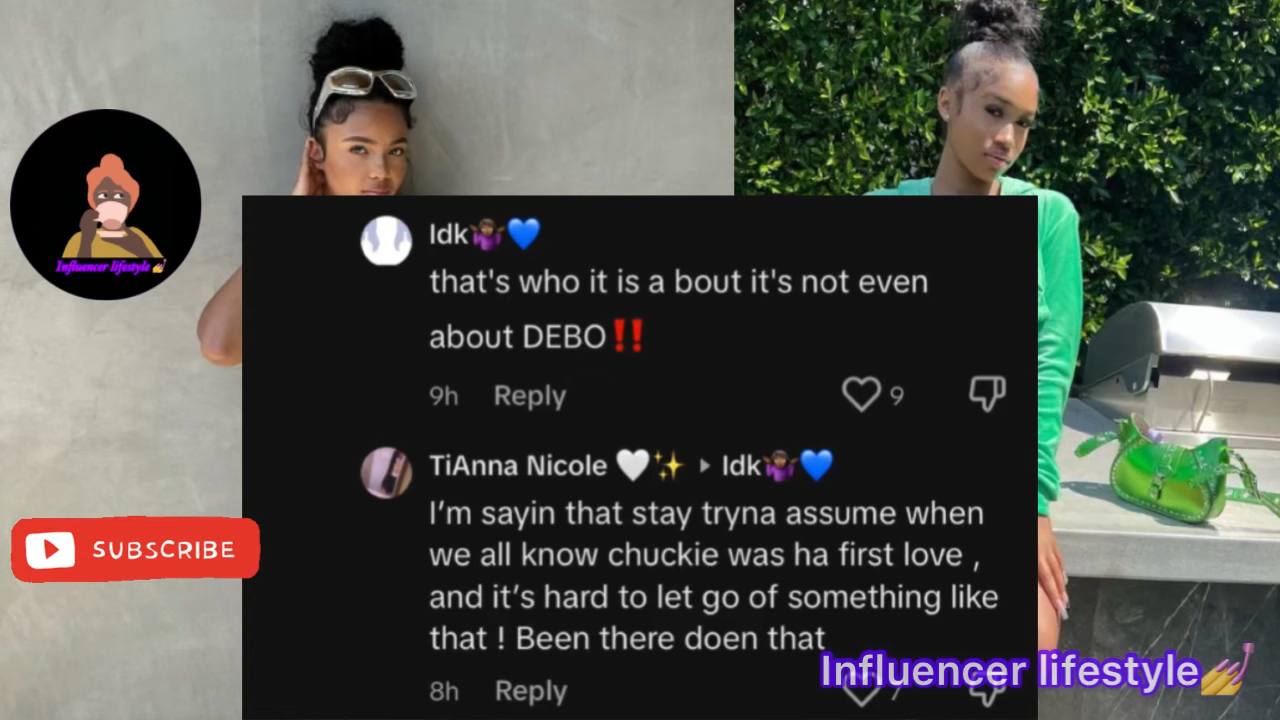 Idk🤷🏾‍♀️💙
that's who it is a bout it's not even
about DEBO‼️
9h Reply 9
TiAnna Nicole 🤍✨ ▸ Idk🤷🏾‍♀️💙
I'm sayin that stay tryna assume when
we all know chuckie was ha first love ,
and it's hard to let go of something like
that ! Been there doen that
8h Reply 7
Influencer lifestyle💅
Influencer lifestyle💅
SUBSCRIBE